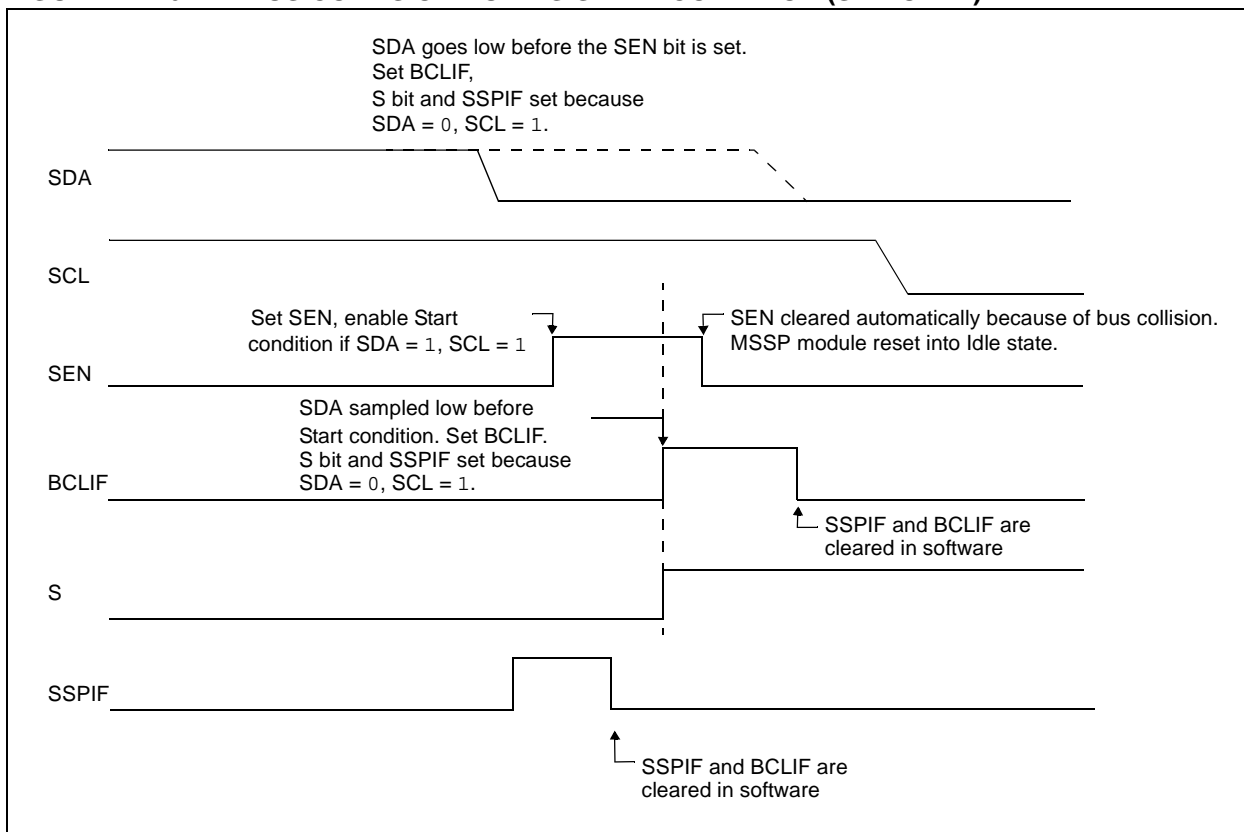 SDA goes low before the SEN bit is set.
Set BCLIF,
S bit and SSPIF set because
SDA = 0, SCL = 1.
SDA
SCL
Set SEN, enable Start
condition if SDA = 1, SCL = 1
SEN cleared automatically because of bus collision.
MSSP module reset into Idle state.
SEN
SDA sampled low before
Start condition. Set BCLIF.
S bit and SSPIF set because
SDA = 0, SCL = 1.
BCLIF
SSPIF and BCLIF are
cleared in software
S
SSPIF
SSPIF and BCLIF are
cleared in software